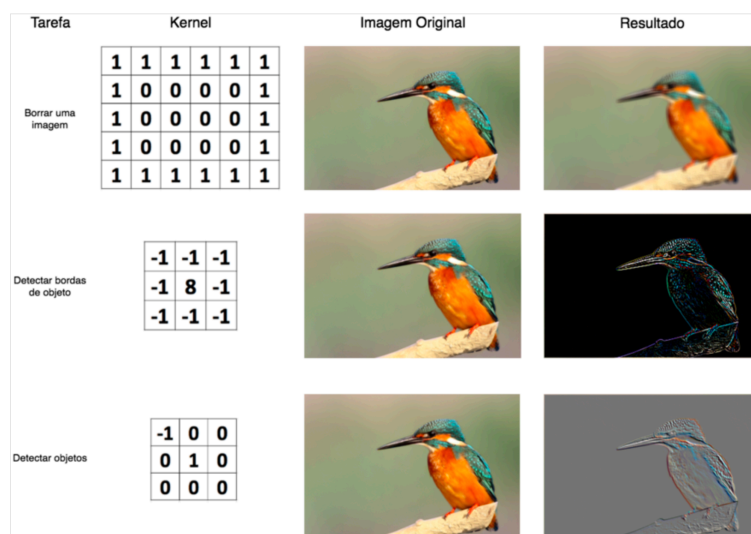 Tarefa Kernel Imagem Original Resultado
1 1 1 1 1 1
1 0 0 0 0 1
Borrar uma
imagem
1 0 0 0 0 1
1 0 0 0 0 1
1 1 1 1 1 1
-1 -1 -1
Detectar bordas
de objeto
-1 8 -1
-1 -1 -1
-1 0 0
Detectar objetos
0 1 0
0 0 0